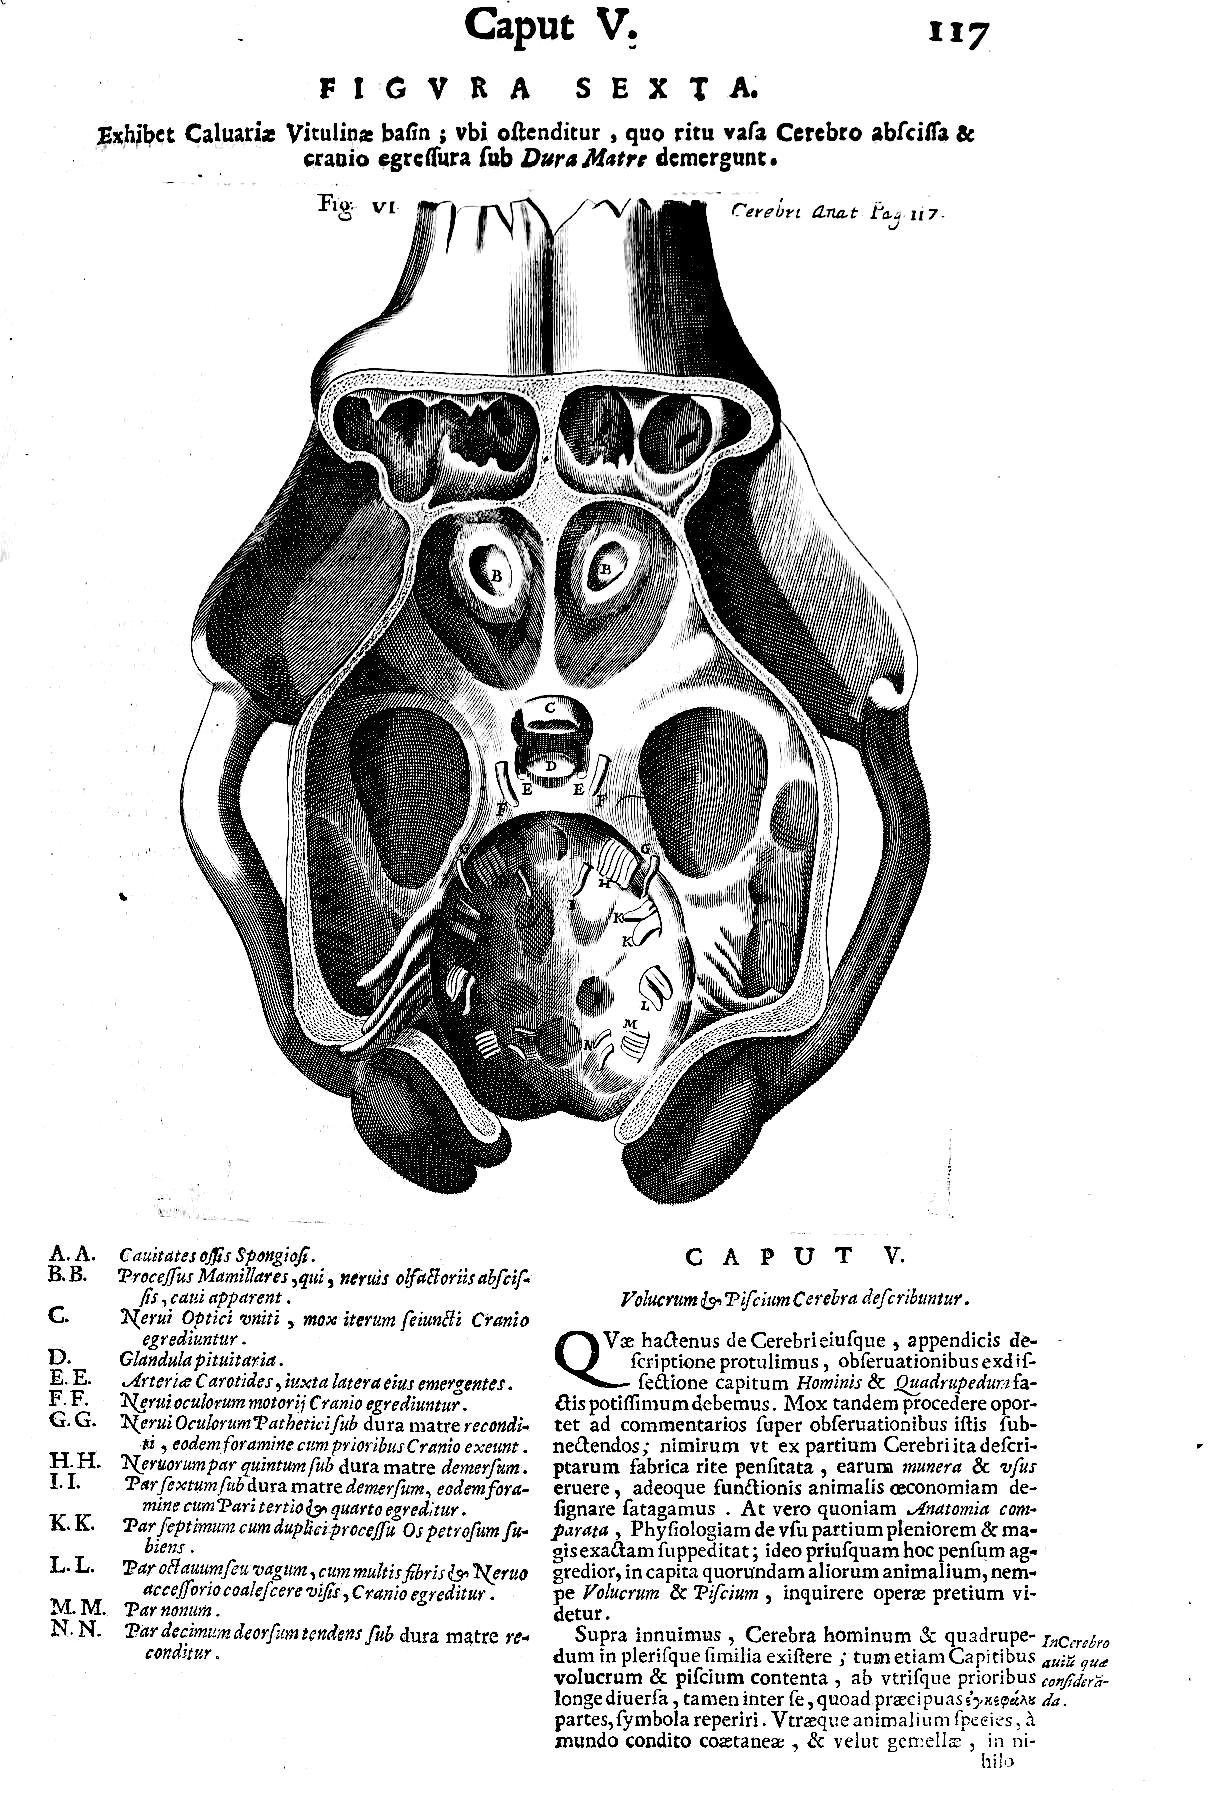 Caput V. 117
FIGVRA SEXTA.
Exhibet Caluariæ Vitulinæ baſin ; vbi oſtenditur , quo ritu vaſa Cerebro abſciſſa &
cranio egreſſura ſub Dura Matre demergunt.
Fig: VI Cerebri Anat Pag 117.
B B
C
D
E E
F F
G G
H
I
K
K
L
M
N
A. A. Cauitates oſſis Spongioſi.
B. B. Proceſſus Mamillares , qui , neruis olfactoriis abſciſ-
ſis , caui apparent .
C. Nerui Optici vniti , mox iterum ſeiuncti Cranio
egrediuntur .
D. Glandula pituitaria .
E. E. Arteriæ Carotides , iuxta latera eius emergentes .
F. F. Nerui oculorum motorij Cranio egrediuntur .
G. G. Nerui Oculorum Pathetici ſub dura matre recondi-
ti , eodem foramine cum prioribus Cranio exeunt .
H. H. Neruorum par quintum ſub dura matre demerſum .
I. I. Par ſextum ſub dura matre demerſum, eodem fora-
mine cum Pari tertio & quarto egreditur .
K. K. Par ſeptimum cum duplici proceſſu Os petroſum ſu-
biens .
L. L. Par octauum ſeu vagum , cum multis fibris & Neruo
acceſſorio coaleſcere viſis , Cranio egreditur .
M. M. Par nonum .
N. N. Par decimum deorſum tendens ſub dura matre re-
conditur .
CAPUT V.
Volucrum & Piſcium Cerebra deſcribuntur .
QVæ hactenus de Cerebri eiuſque , appendicis de-
ſcriptione protulimus , obſeruationibus ex diſ-
ſectione capitum Hominis & Quadrupedum fa-
ctis potiſſimum debemus . Mox tandem procedere opor-
tet ad commentarios ſuper obſeruationibus iſtis ſub-
nectendos ; nimirum vt ex partium Cerebri ita deſcri-
ptarum fabrica rite penſitata , earum munera & vſus
eruere , adeoque functionis animalis œconomiam de-
ſignare ſatagamus . At vero quoniam Anatomia com-
parata , Phyſiologiam de vſu partium pleniorem & ma-
gis exactam ſuppeditat ; ideo priuſquam hoc penſum ag-
gredior, in capita quorundam aliorum animalium, nem-
pe Volucrum & Piſcium , inquirere operæ pretium vi-
detur .
Supra innuimus , Cerebra hominum & quadrupe-
dum in pleriſque ſimilia exiſtere ; tum etiam Capitibus
volucrum & piſcium contenta , ab vtriſque prioribus
longe diuerſa , tamen inter ſe , quoad præcipuas ἐγκεφάλȣ
partes, ſymbola reperiri . Vtræque animalium ſpecies , à
mundo condito coætaneæ , & velut gemellæ , in ni-
hilo
In Cerebro
auiũ quæ
conſiderā-
da .